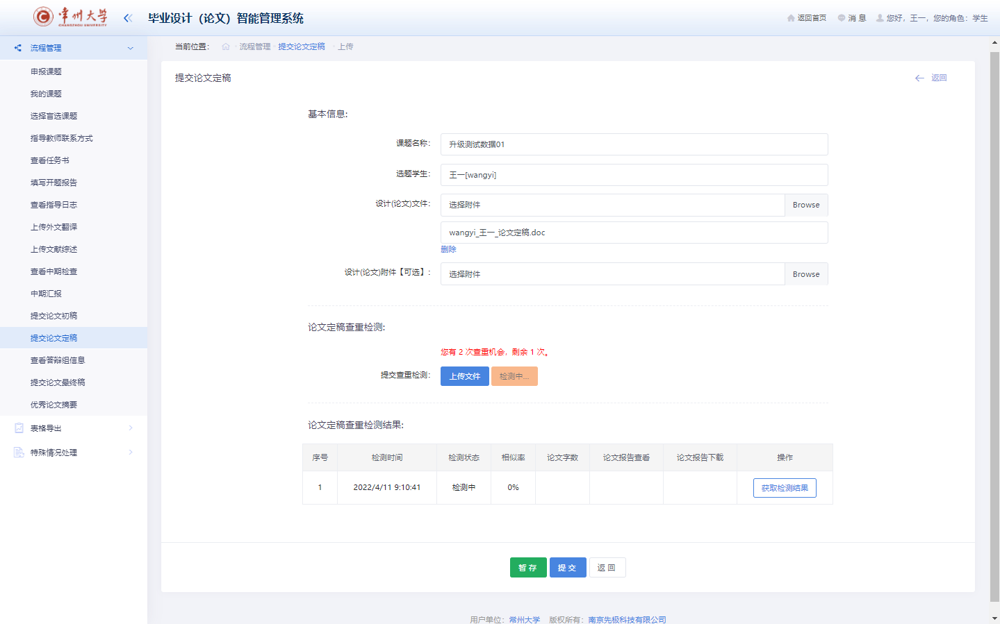 常州大学
CHANGZHOU UNIVERSITY
毕业设计（论文）智能管理系统
返回首页
消 息
您好，王一，您的角色：学生
流程管理
申报课题
我的课题
选择盲选课题
指导教师联系方式
查看任务书
填写开题报告
查看指导日志
上传外文翻译
上传文献综述
查看中期检查
中期汇报
提交论文初稿
提交论文定稿
查看答辩组信息
提交论文最终稿
优秀论文摘要
表格导出
特殊情况处理
当前位置： 流程管理 提交论文定稿 上传
提交论文定稿
返回
基本信息:
课题名称: 升级测试数据01
选题学生: 王一[wangyi]
设计(论文)文件: 选择附件 Browse
wangyi_王一_论文定稿.doc
删除
设计(论文)附件【可选】: 选择附件 Browse
论文定稿查重检测:
您有 2 次查重机会，剩余 1 次。
提交查重检测: 上传文件 检测中...
论文定稿查重检测结果:
序号 检测时间 检测状态 相似率 论文字数 论文报告查看 论文报告下载 操作
1 2022/4/11 9:10:41 检测中 0% 获取检测结果
暂 存 提 交 返 回
用户单位：常州大学 版权所有：南京先极科技有限公司